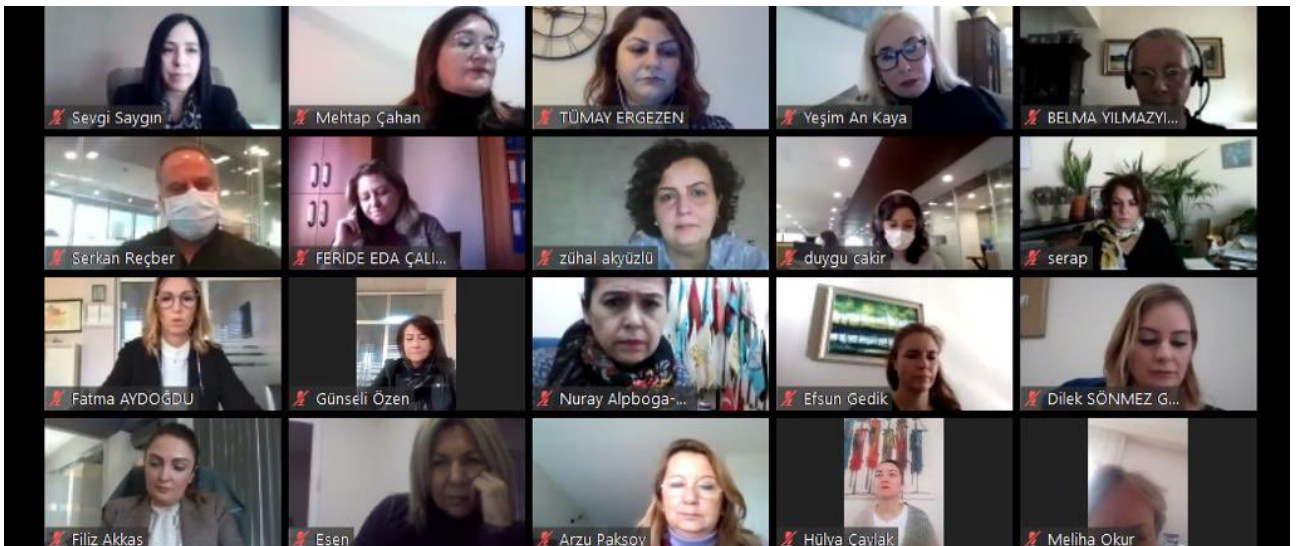 Sevgi Saygın
Mehtap Çahan
TÜMAY ERGEZEN
Yeşim An Kaya
BELMA YILMAZYI...
Serkan Reçber
FERİDE EDA ÇALI...
zühal akyüzlü
duygu cakir
serap
Fatma AYDOĞDU
Günseli Özen
Nuray Alpboga-...
Efsun Gedik
Dilek SÖNMEZ G...
Filiz Akkaş
Esen
Arzu Paksoy
Hülya Çaylak
Meliha Okur